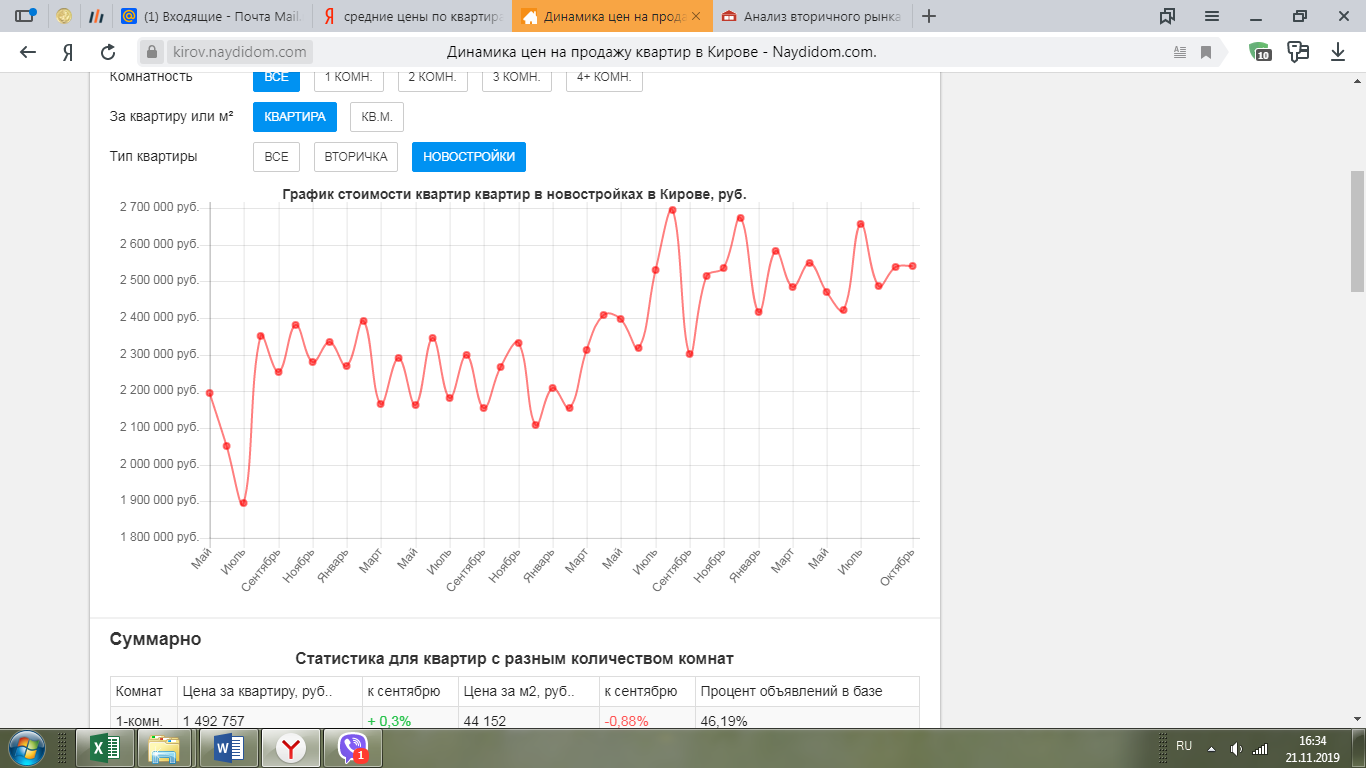 (1) Входящие - Почта Mail. средние цены по квартира Динамика цен на прода × Анализ вторичного рынка
kirov.naydidom.com Динамика цен на продажу квартир в Кирове - Naydidom.com. 10
Комнатность ВСЕ 1 КОМН. 2 КОМН. 3 КОМН. 4+ КОМН.
За квартиру или м² КВАРТИРА КВ.М.
Тип квартиры ВСЕ ВТОРИЧКА НОВОСТРОЙКИ
График стоимости квартир квартир в новостройках в Кирове, руб.
2 700 000 руб.
2 600 000 руб.
2 500 000 руб.
2 400 000 руб.
2 300 000 руб.
2 200 000 руб.
2 100 000 руб.
2 000 000 руб.
1 900 000 руб.
1 800 000 руб.
Май Июль Сентябрь Ноябрь Январь Март Май Июль Сентябрь Ноябрь Январь Март Май Июль Сентябрь Ноябрь Январь Март Май Июль Октябрь
Суммарно
Статистика для квартир с разным количеством комнат
Комнат Цена за квартиру, руб.. к сентябрю Цена за м2, руб.. к сентябрю Процент объявлений в базе
1-комн. 1 492 757 + 0,3% 44 152 -0,88% 46,19%
1 RU 16:34
21.11.2019